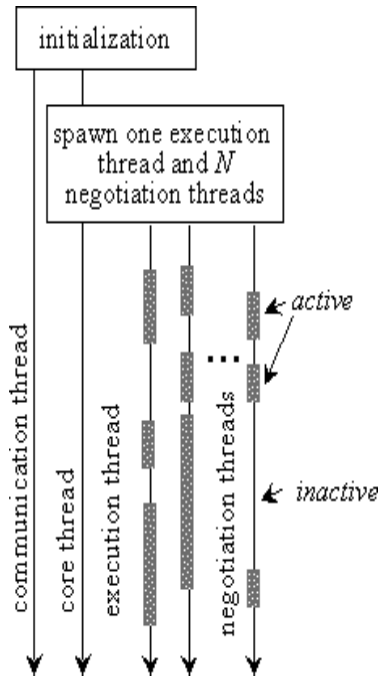 initialization
spawn one execution
thread and N
negotiation threads
active
...
inactive
communication thread
core thread
execution thread
negotiation threads